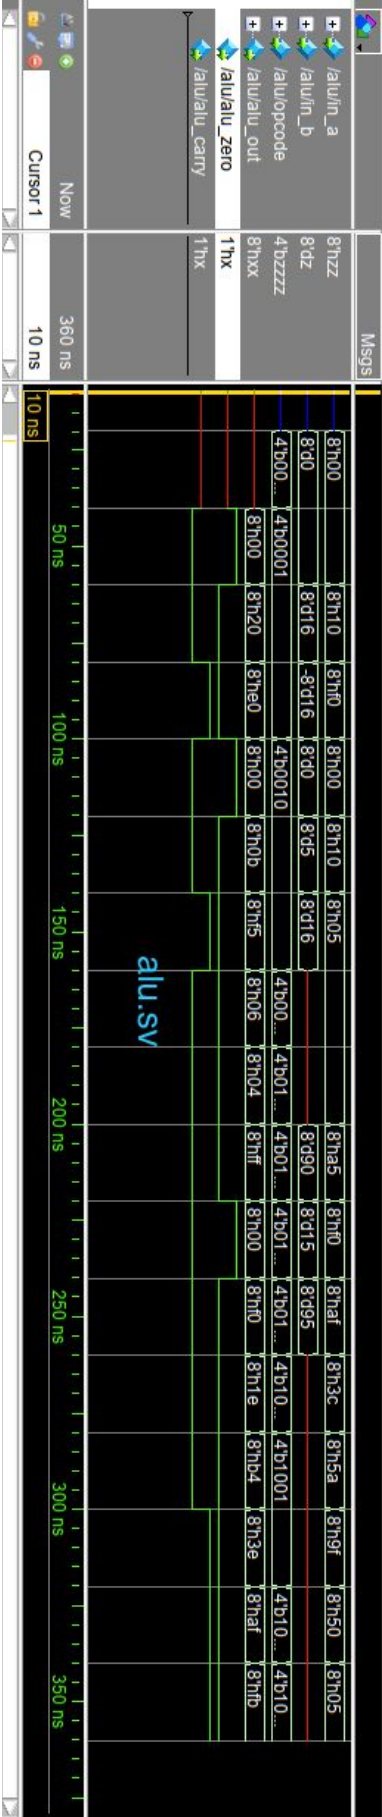 Msgs
/alu/in_a 8'hzz 8'h00 8'h10 8'hf0 8'h00 8'h10 8'h05 8'ha5 8'hf0 8'haf 8'h3c 8'h5a 8'h9f 8'h50 8'h05
/alu/in_b 8'dz 8'd0 8'd16 -8'd16 8'd0 8'd5 8'd16 8'd90 8'd15 8'd95
/alu/opcode 4'bzzzz 4'b00... 4'b0001 4'b0010 4'b00... 4'b01... 4'b01... 4'b01... 4'b01... 4'b10... 4'b1001 4'b10... 4'b10...
/alu/alu_out 8'hxx 8'h00 8'h20 8'he0 8'h00 8'h0b 8'hf5 8'h06 8'h04 8'hff 8'h00 8'hf0 8'h1e 8'hb4 8'h3e 8'haf 8'hfb
/alu/alu_zero 1'hx
/alu/alu_carry 1'hx
alu.sv
Now 360 ns 50 ns 100 ns 150 ns 200 ns 250 ns 300 ns 350 ns
Cursor 1 10 ns 10 ns